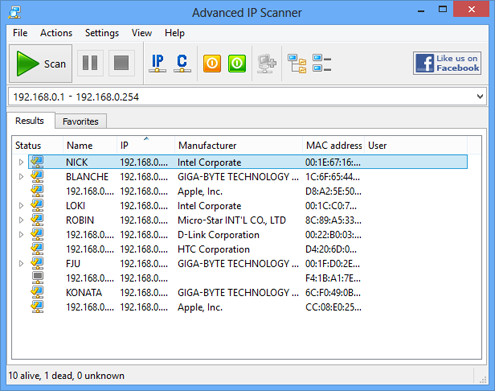 Advanced IP Scanner
File Actions Settings View Help
Scan IP C Like us on
Facebook
192.168.0.1 - 192.168.0.254
Results Favorites
Status Name IP Manufacturer MAC address User
NICK 192.168.0.... Intel Corporate 00:1E:67:16:...
BLANCHE 192.168.0.... GIGA-BYTE TECHNOLOGY ... 1C:6F:65:44...
192.168.0.... 192.168.0.... Apple, Inc. D8:A2:5E:50...
LOKI 192.168.0.... Intel Corporate 00:1C:C0:7...
ROBIN 192.168.0.... Micro-Star INT'L CO., LTD 8C:89:A5:33...
192.168.0.... 192.168.0.... D-Link Corporation 00:22:B0:03:...
192.168.0.... 192.168.0.... HTC Corporation D4:20:6D:0...
FJU 192.168.0.... GIGA-BYTE TECHNOLOGY ... 00:1F:D0:2E...
192.168.0.... 192.168.0.... F4:1B:A1:7E...
KONATA 192.168.0.... GIGA-BYTE TECHNOLOGY ... 6C:F0:49:0B...
192.168.0.... 192.168.0.... Apple, Inc. CC:08:E0:25...
10 alive, 1 dead, 0 unknown